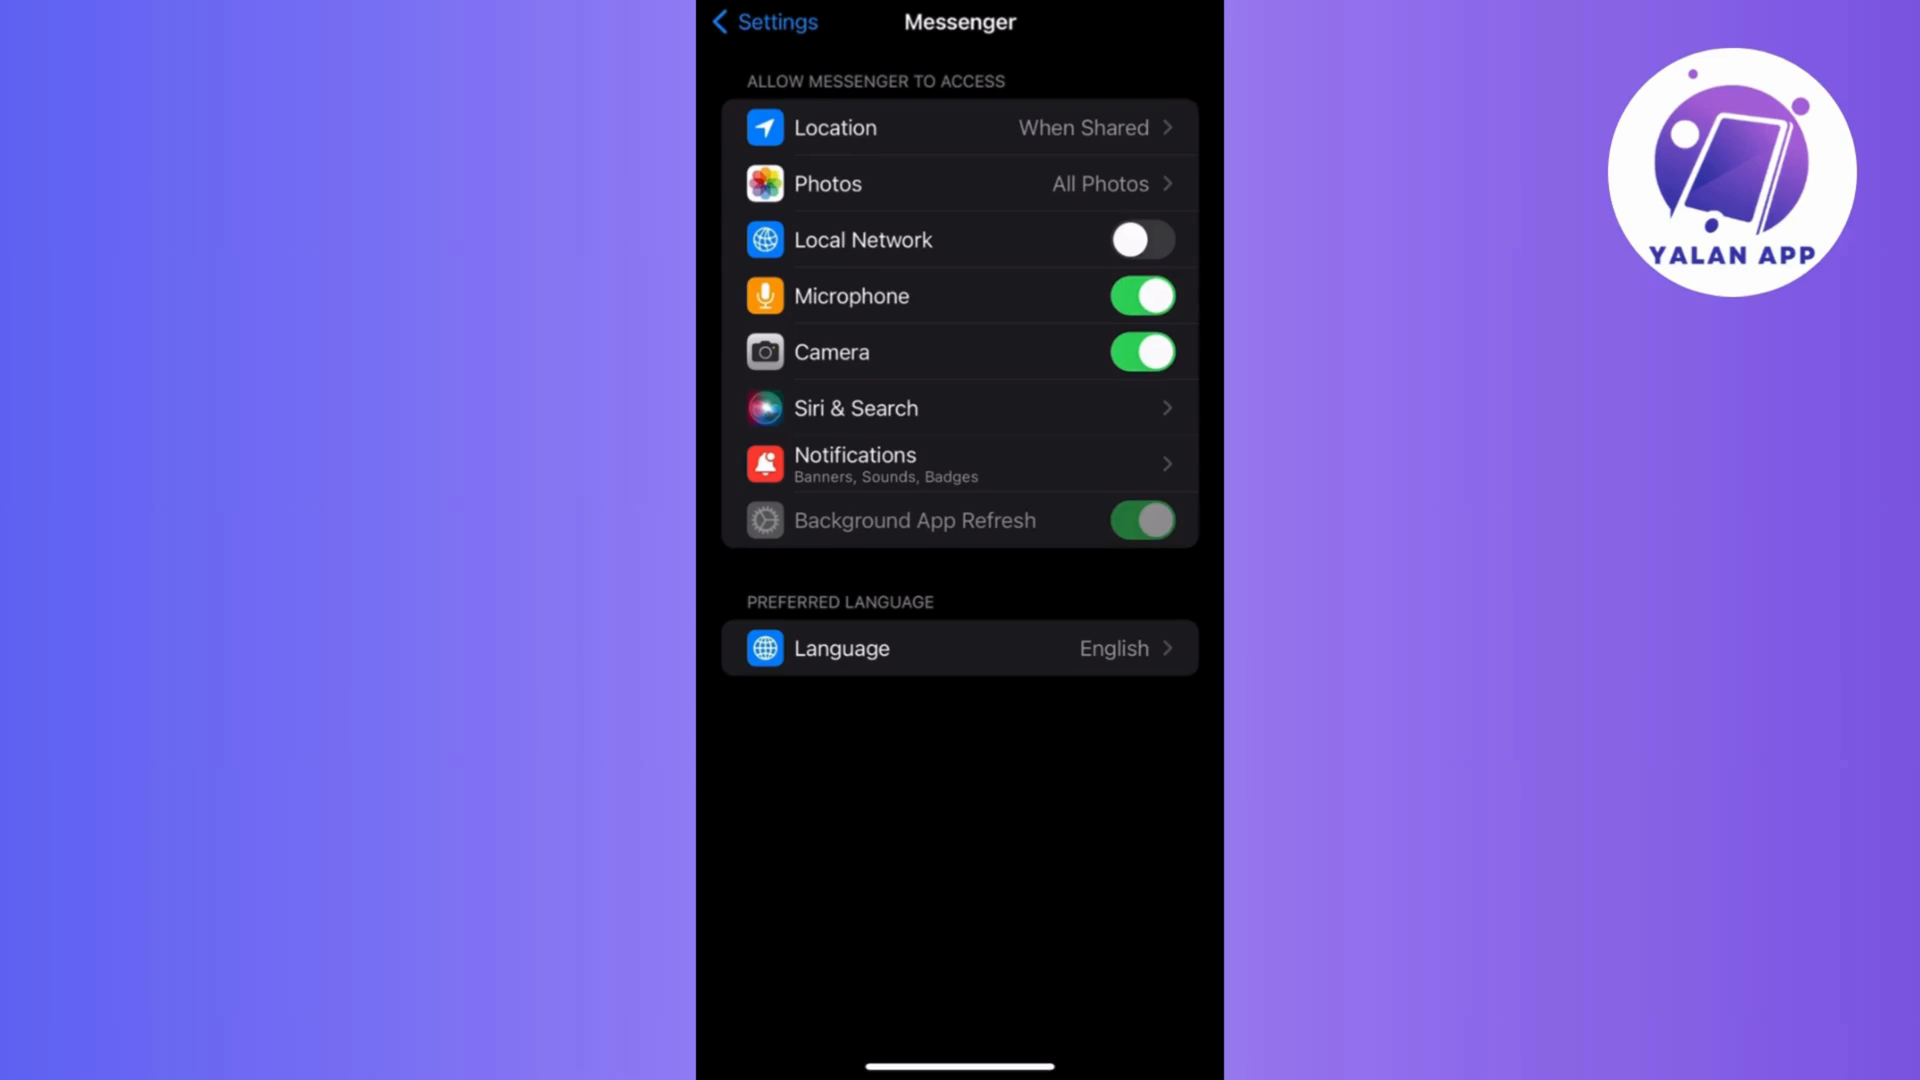 Settings
Messenger
ALLOW MESSENGER TO ACCESS
Location When Shared
Photos All Photos
Local Network
Microphone
Camera
Siri & Search
Notifications
Banners, Sounds, Badges
Background App Refresh
PREFERRED LANGUAGE
Language English
YALAN APP